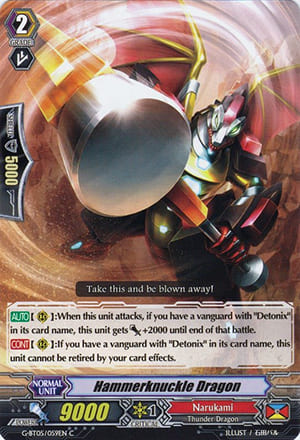 2
GRADE
SHIELD
5000
Take this and be blown away!
AUTO [ ]:When this unit attacks, if you have a vanguard with "Detonix"
in its card name, this unit gets +2000 until end of that battle.
CONT [ ]:If you have a vanguard with "Detonix" in its card name, this unit
cannot be retired by your card effects.
NORMAL
UNIT
Hammerknuckle Dragon
POWER
9000
1
CRITICAL
Narukami
Thunder Dragon
G-BT05/059EN C
ILLUST /